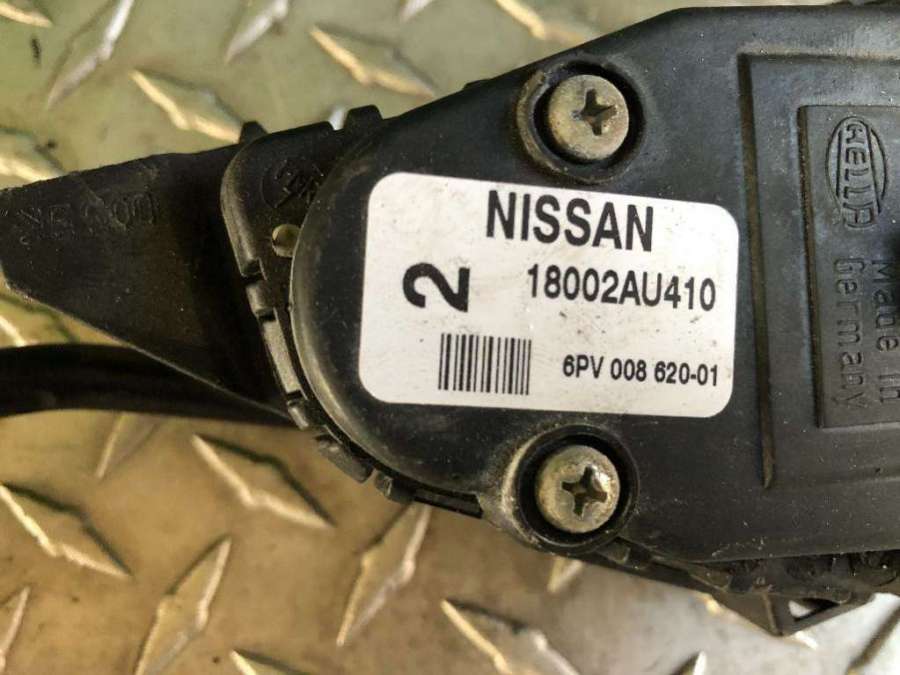 NISSAN
2
18002AU410
6PV 008 620-01
HELLA
Made in
Germany